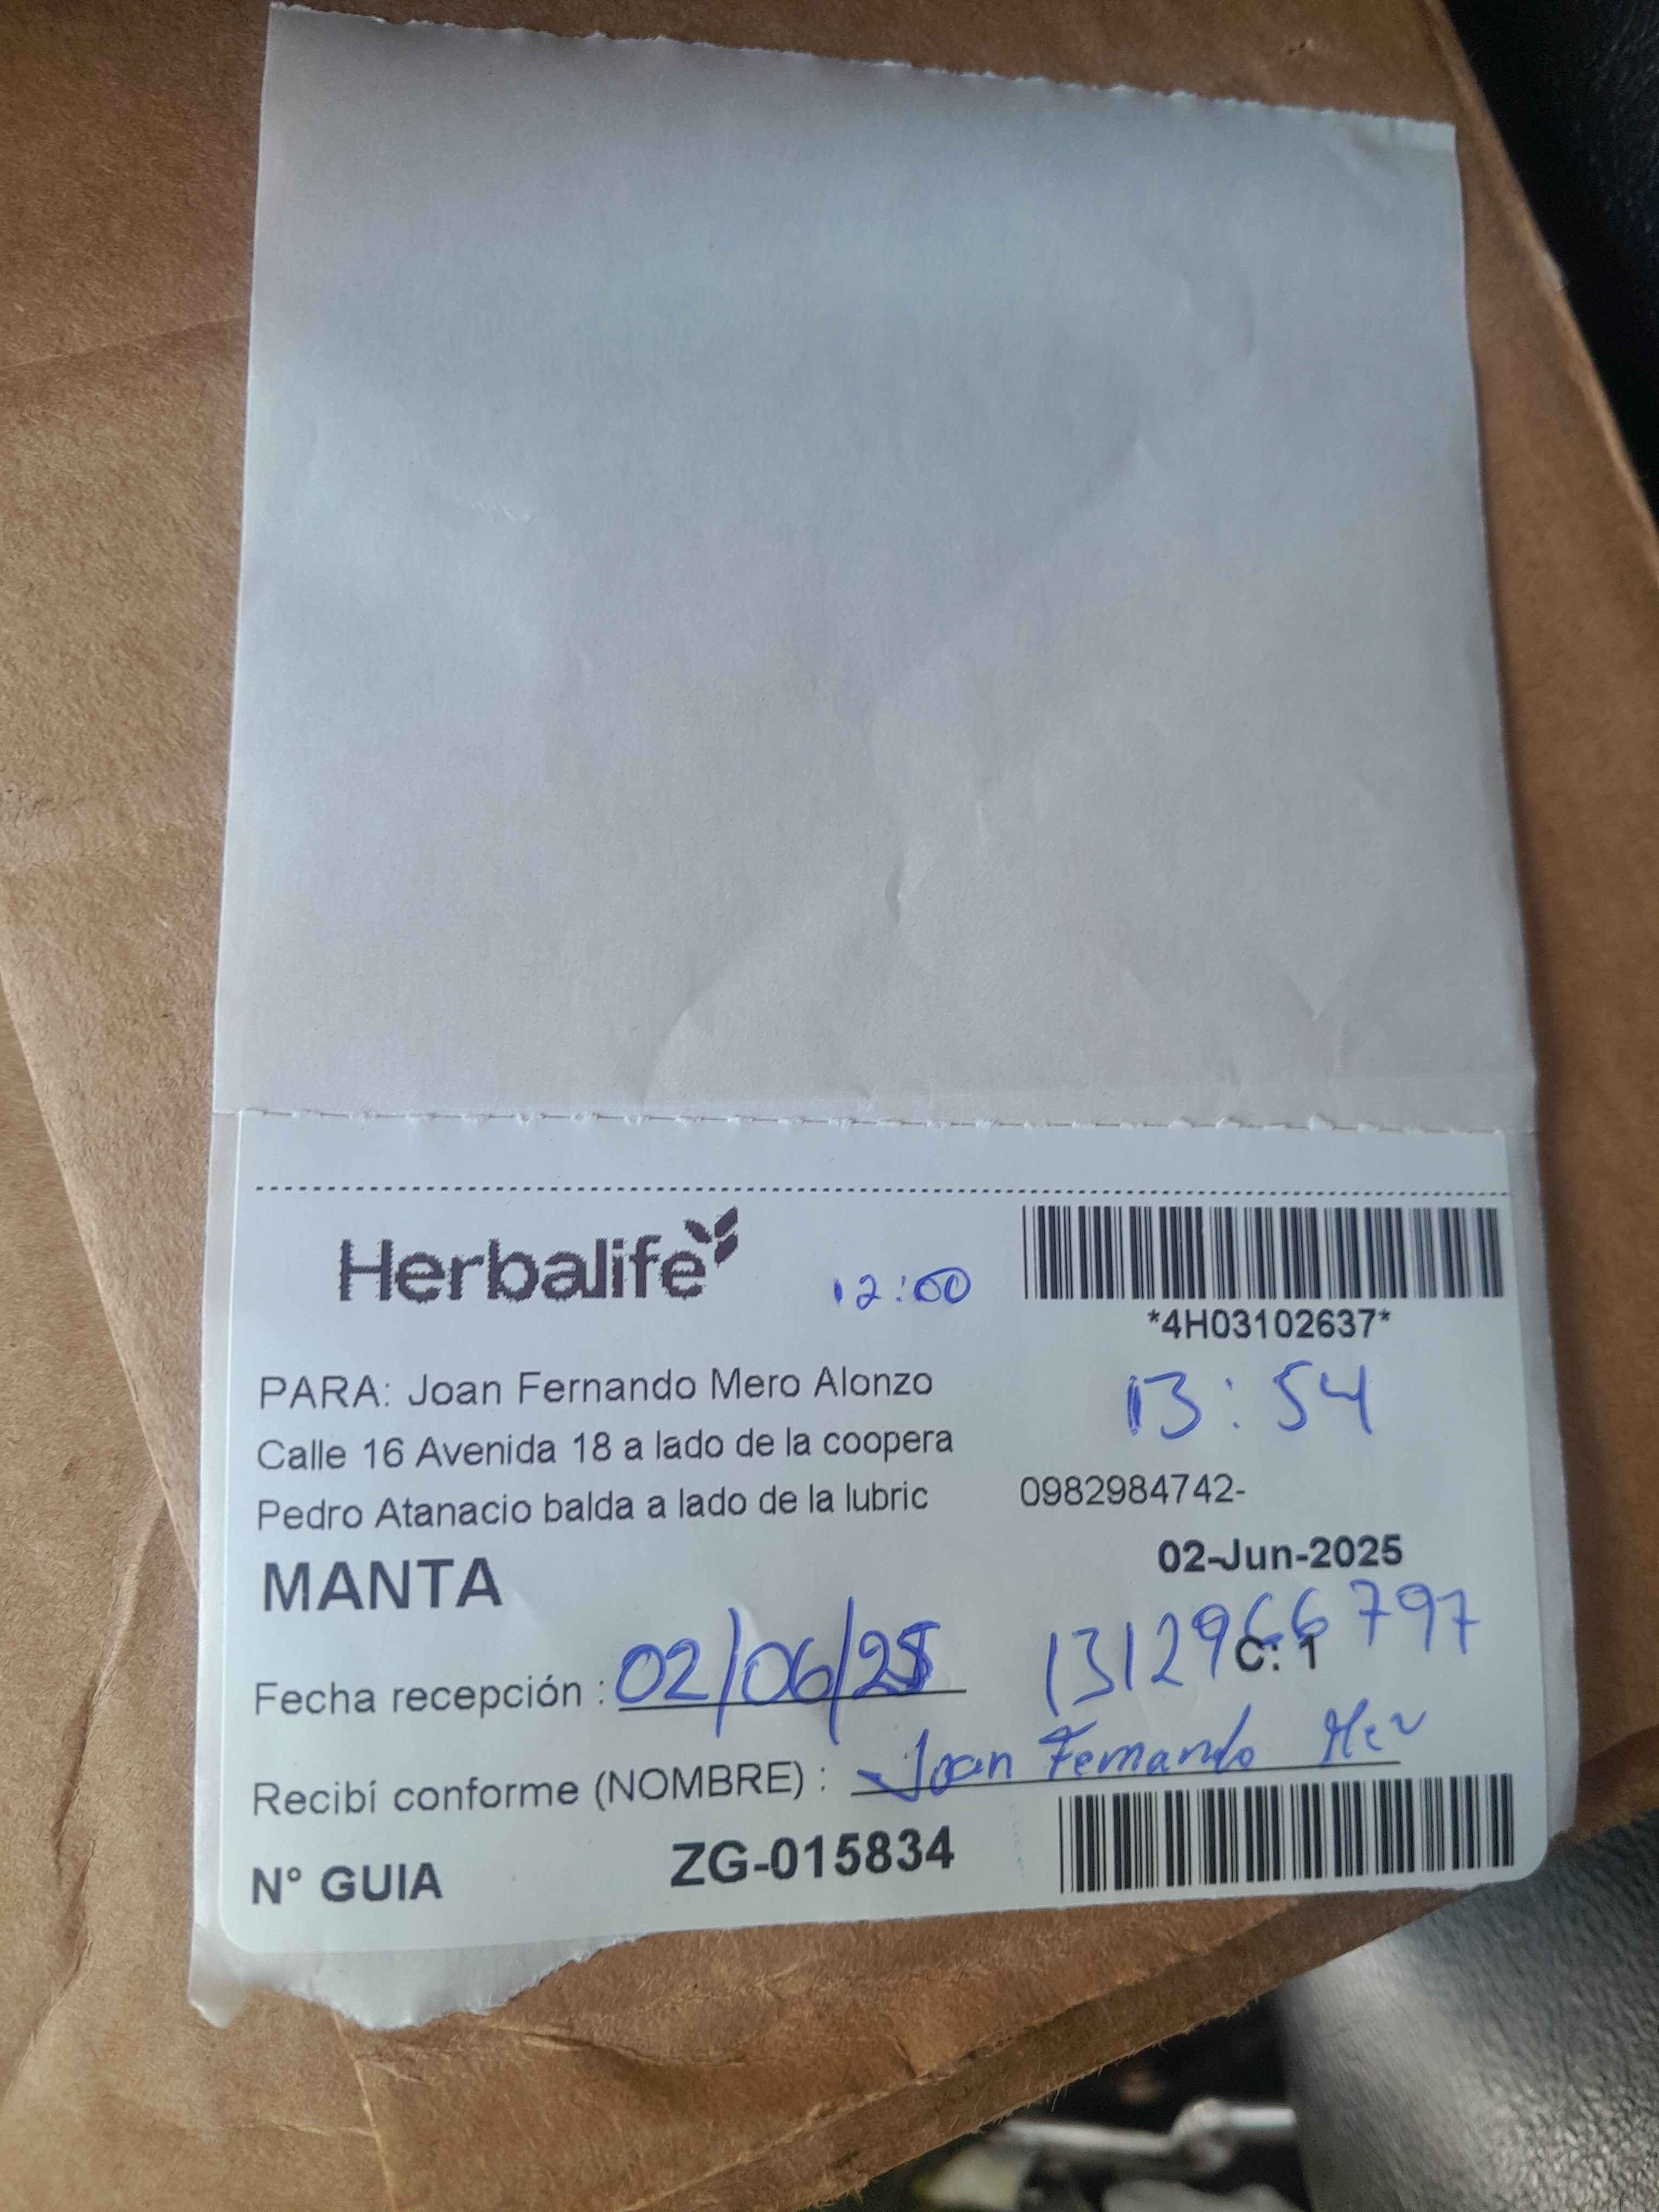 Herbalife
12:00
*4H03102637*
PARA: Joan Fernando Mero Alonzo
13:54
Calle 16 Avenida 18 a lado de la coopera
Pedro Atanacio balda a lado de la lubric 0982984742-
MANTA
02-Jun-2025
Fecha recepción : 02/06/25
1312966797
C: 1
Recibí conforme (NOMBRE) : Joan Fernando
N° GUIA ZG-015834